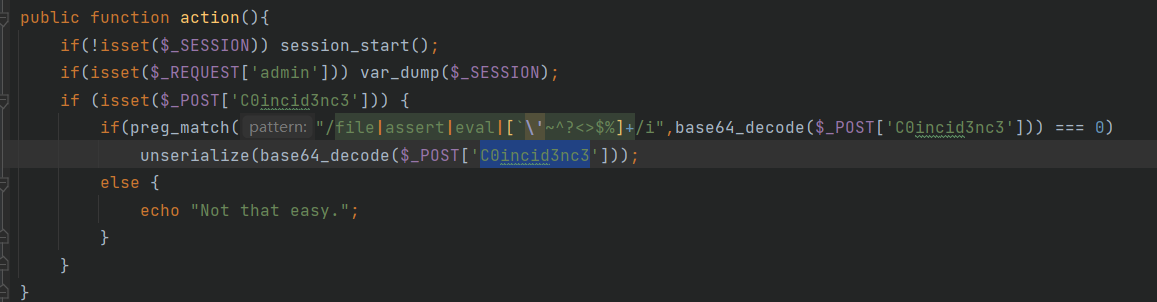 public function action(){
if(!isset($_SESSION)) session_start();
if(isset($_REQUEST['admin'])) var_dump($_SESSION);
if (isset($_POST['C0incid3nc3'])) {
if(preg_match( pattern: "/file|assert|eval|[`\'~^?<>$%]+/i",base64_decode($_POST['C0incid3nc3'])) === 0)
unserialize(base64_decode($_POST['C0incid3nc3']));
else {
echo "Not that easy.";
}
}
}